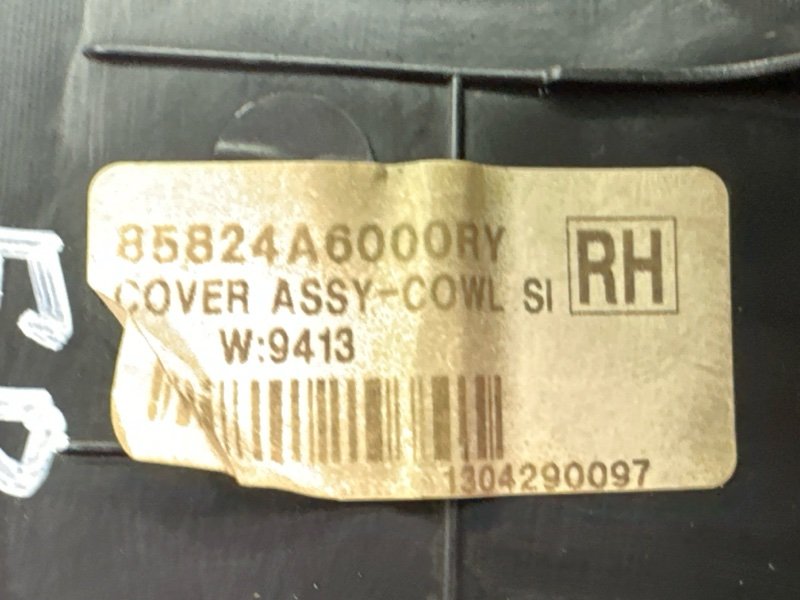 85824A6000RY
RH
COVER ASSY-COWL SI
W:9413
1304290097